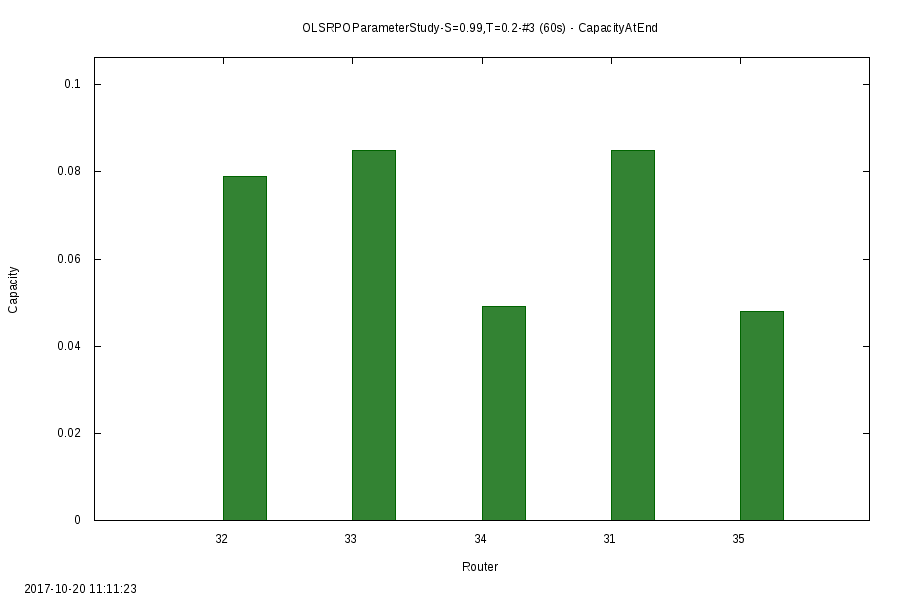 OLSRPOParameterStudy-S=0.99,T=0.2-#3 (60s) - CapacityAtEnd
0.1
0.08
0.06
0.04
0.02
0
Capacity
32 33 34 31 35
Router
2017-10-20 11:11:23